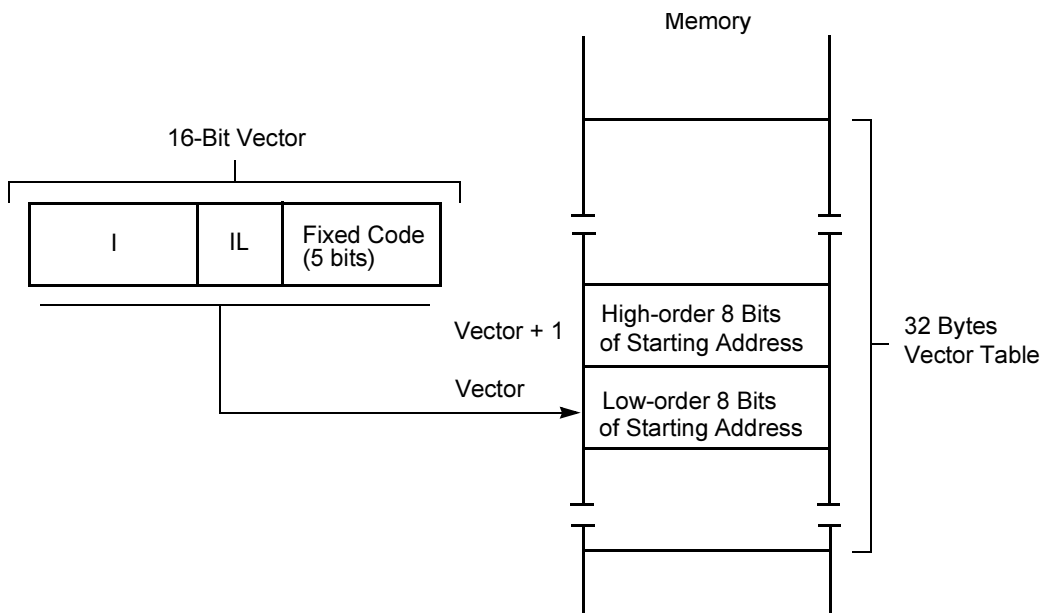 Memory
16-Bit Vector
I
IL
Fixed Code
(5 bits)
Vector + 1
High-order 8 Bits
of Starting Address
32 Bytes
Vector Table
Vector
Low-order 8 Bits
of Starting Address